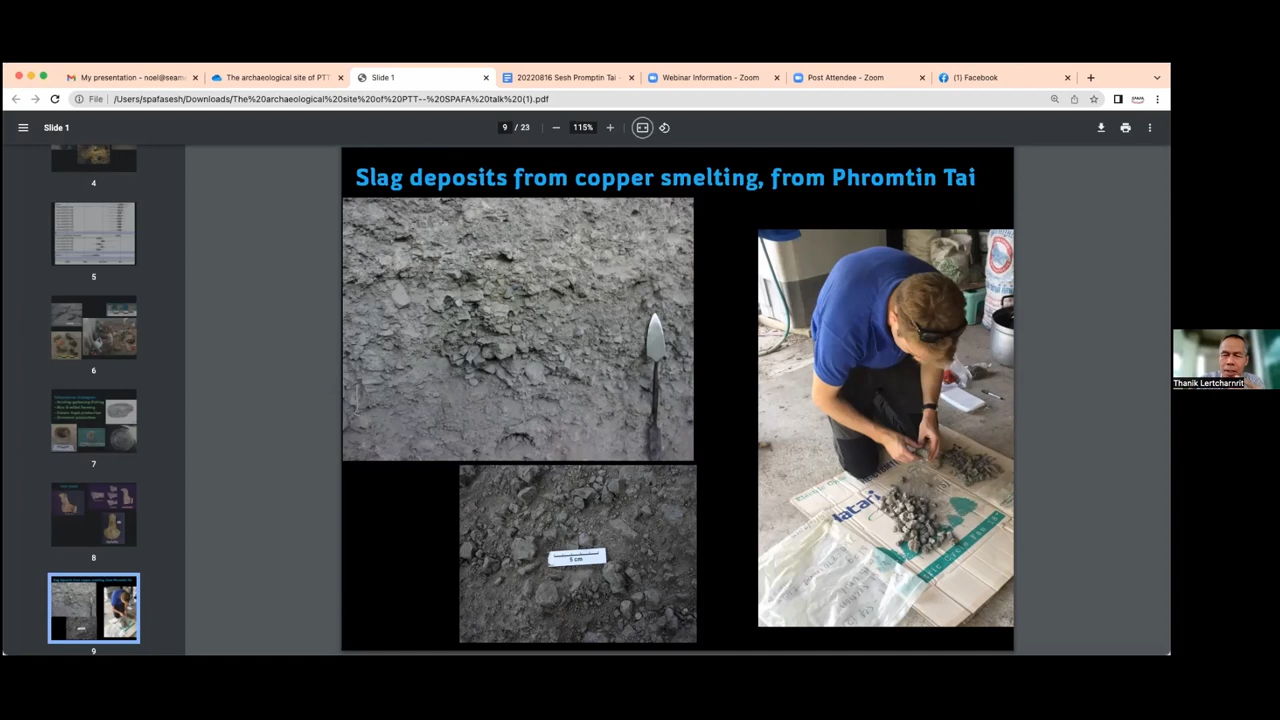 My presentation - noel@seam
The archaeological site of PTT
Slide 1
20220816 Sesh Promptin Tai -
Webinar Information - Zoom
Post Attendee - Zoom
(1) Facebook
File
/Users/spafasesh/Downloads/The%20archaeological%20site%20of%20PTT--%20SPAFA%20talk%20(1).pdf
Slide 1
9 / 23
115%
Slag deposits from copper smelting, from Phromtin Tai
4
5
6
7
8
9
5 cm
Hatari
Thanik Lertcharnrit